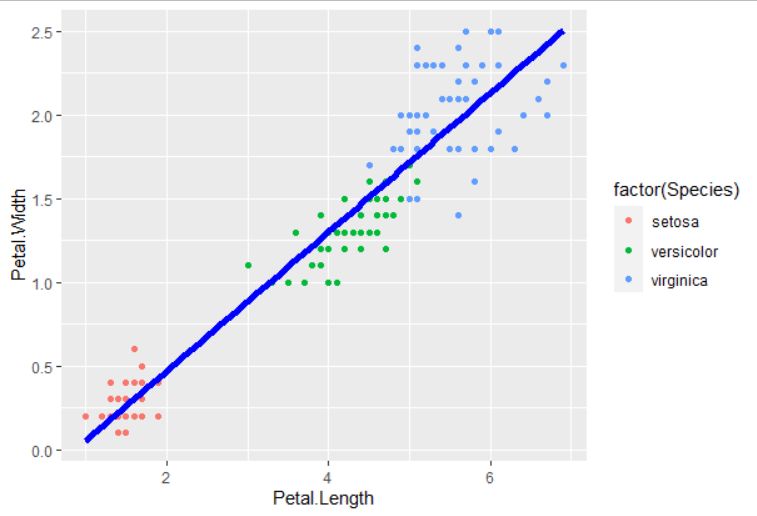 2.5
2.0
1.5
1.0
0.5
0.0
Petal.Width
2
4
6
Petal.Length
factor(Species)
setosa
versicolor
virginica